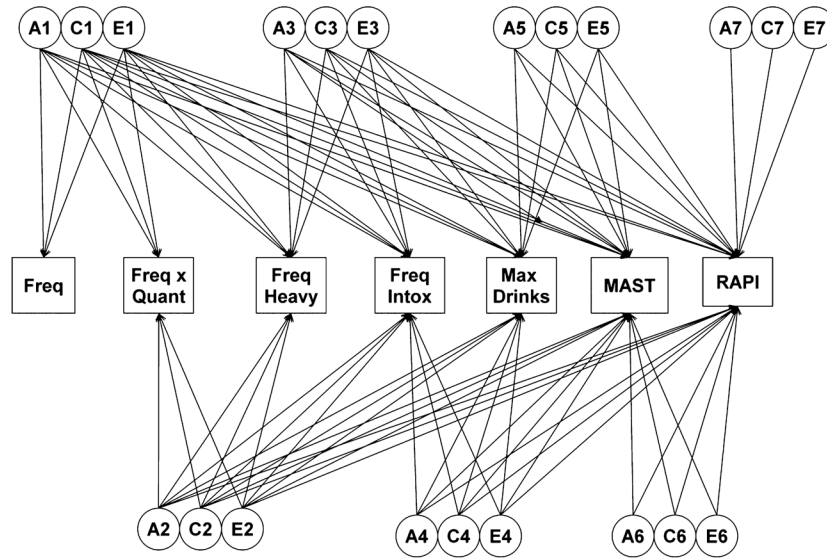 A1 C1 E1 A3 C3 E3 A5 C5 E5 A7 C7 E7
Freq
Freq x
Quant
Freq
Heavy
Freq
Intox
Max
Drinks
MAST
RAPI
A2 C2 E2 A4 C4 E4 A6 C6 E6